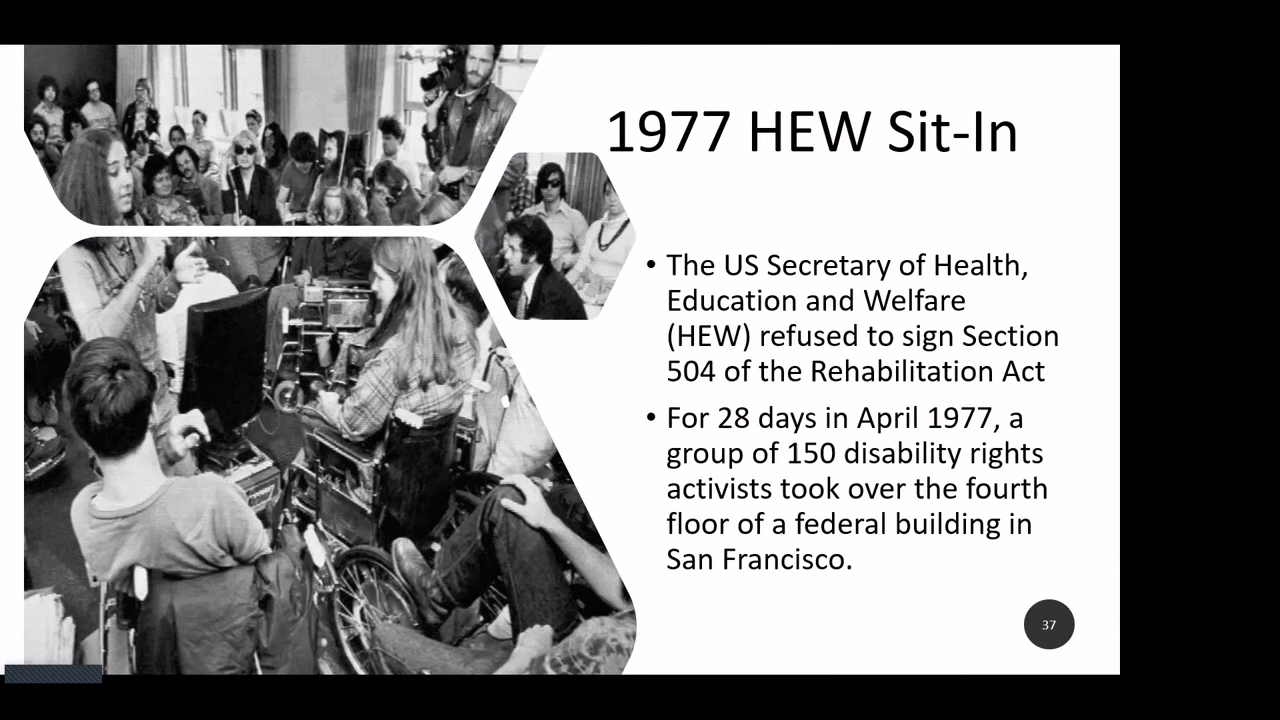 1977 HEW Sit-In
• The US Secretary of Health,
Education and Welfare
(HEW) refused to sign Section
504 of the Rehabilitation Act
• For 28 days in April 1977, a
group of 150 disability rights
activists took over the fourth
floor of a federal building in
San Francisco.
37